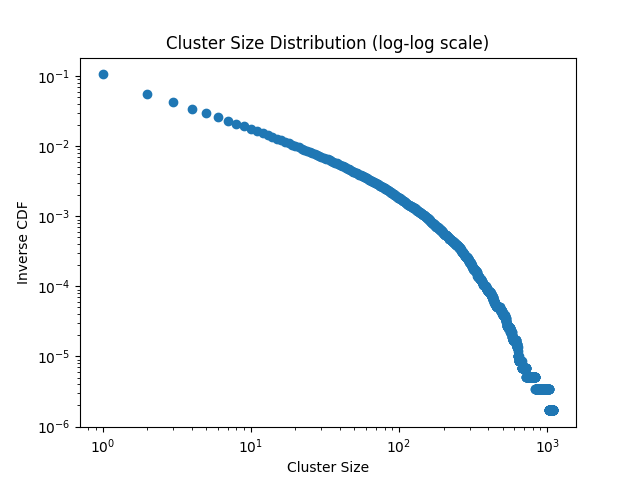 Cluster Size Distribution (log-log scale)
Inverse CDF
10⁻¹
10⁻²
10⁻³
10⁻⁴
10⁻⁵
10⁻⁶
10⁰ 10¹ 10² 10³
Cluster Size